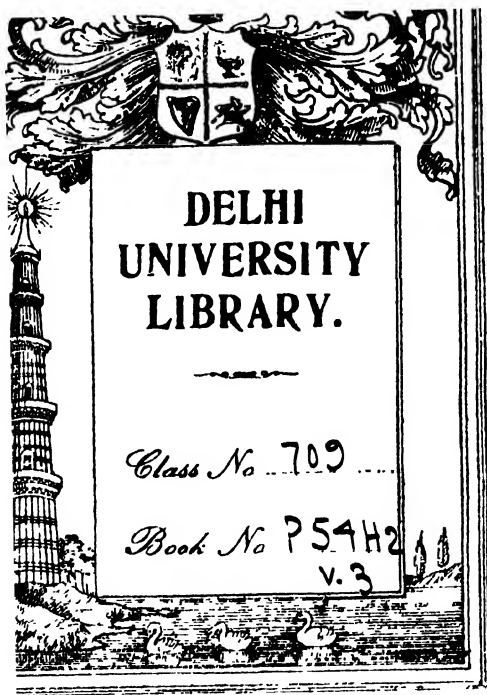 DELHI
UNIVERSITY
LIBRARY.
Class No 709
Book No P54H2
v.3